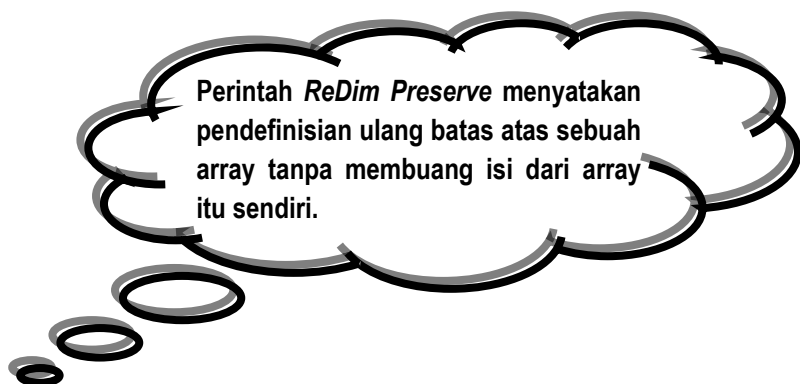 Perintah ReDim Preserve menyatakan
pendefinisian ulang batas atas sebuah
array tanpa membuang isi dari array
itu sendiri.